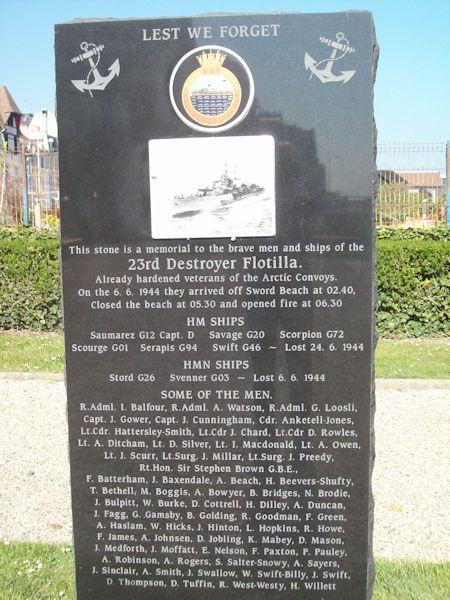 LEST WE FORGET
This stone is a memorial to the brave men and ships of the
23rd Destroyer Flotilla.
Already hardened veterans of the Arctic Convoys.
On the 6. 6. 1944 they arrived off Sword Beach at 02.40,
Closed the beach at 05.30 and opened fire at 06.30
HM SHIPS
Saumarez G12 Capt. D Savage G20 Scorpion G72
Scourge G01 Serapis G94 Swift G46 ~ Lost 24. 6. 1944
HMN SHIPS
Stord G26 Svenner G03 ~ Lost 6. 6. 1944
SOME OF THE MEN.
R.Adml. I. Balfour, R.Adml. A. Watson, R.Adml. G. Loosli,
Capt. J. Gower, Capt. J. Cunningham, Cdr. Anketell-Jones,
Lt.Cdr. Hattersley-Smith, Lt.Cdr J. Chard, Lt.Cdr D. Rowles,
Lt. A. Ditcham, Lt. D. Silver, Lt. I. Macdonald, Lt. A. Owen,
Lt. J. Scurr, Lt.Surg. J. Millar, Lt.Surg. J. Preedy,
Rt.Hon. Sir Stephen Brown G.B.E.,
F. Batterham, J. Baxendale, A. Beach, H. Beevers-Shufty,
T. Bethell, M. Boggis, A. Bowyer, B. Bridges, N. Brodie,
J. Bulpitt, W. Burke, D. Cottrell, H. Dilley, A. Duncan,
J. Fagg, G. Gamsby, B. Golding, R. Goodman, F. Green,
A. Haslam, W. Hicks, J. Hinton, L. Hopkins, R. Howe,
F. James, A. Johnsen, D. Jobling, K. Mabey, D. Mason,
J. Medforth, J. Moffatt, E. Nelson, F. Paxton, P. Pauley,
A. Robinson, A. Rogers, S. Salter-Snowy, A. Sayers,
J. Sinclair, A. Smith, J. Swallow, W. Swift-Billy, J. Swift,
D. Thompson, D. Tuffin, R. West-Westy, H. Willett